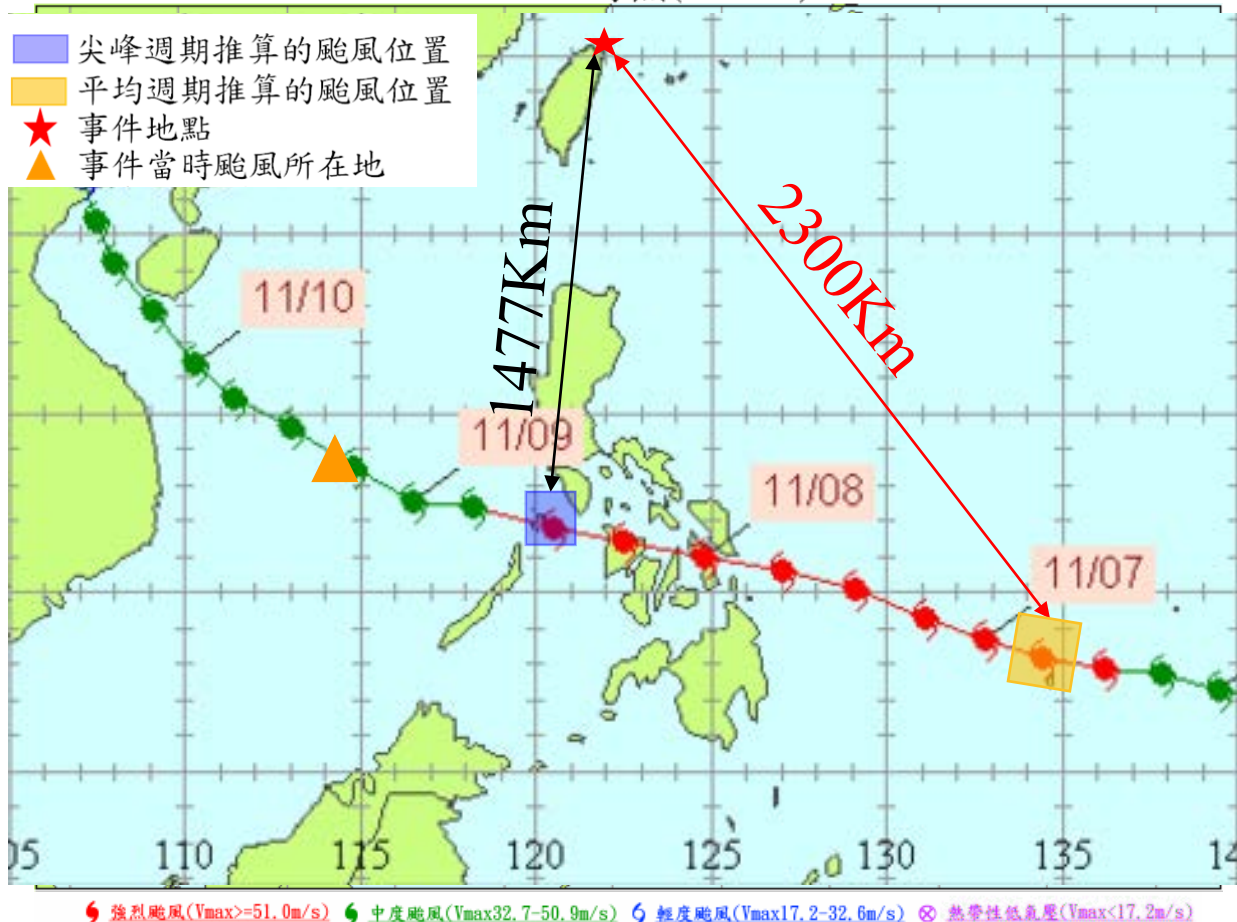 尖峰週期推算的颱風位置
平均週期推算的颱風位置
事件地點
事件當時颱風所在地
1477Km
2300Km
11/10
11/09
11/08
11/07
05 110 115 120 125 130 135 14
強烈颱風(Vmax>=51.0m/s) 中度颱風(Vmax32.7-50.9m/s) 輕度颱風(Vmax17.2-32.6m/s) 熱帶性低氣壓(Vmax<17.2m/s)